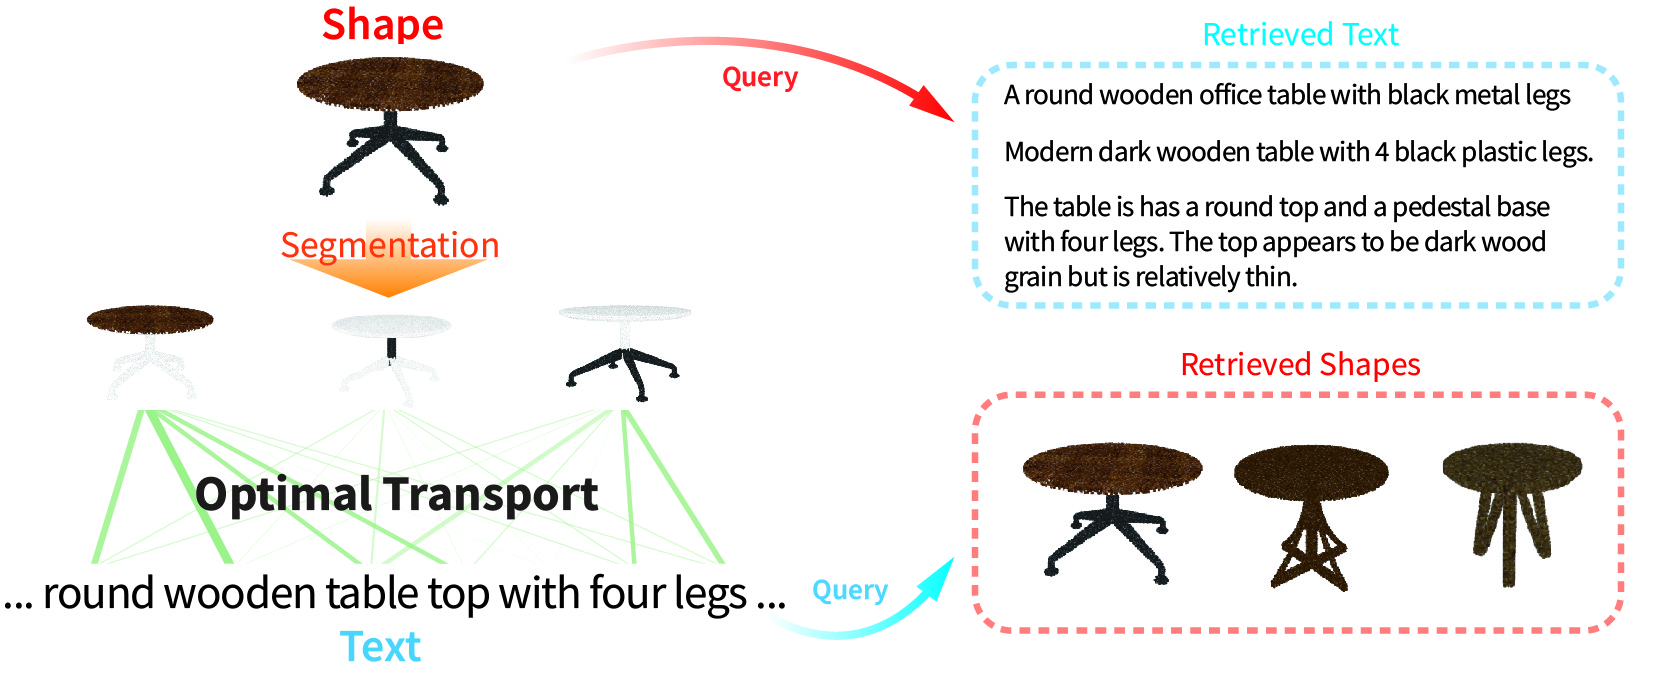 Shape
Query
Segmentation
Optimal Transport
... round wooden table top with four legs ...
Text
Query
Retrieved Text
A round wooden office table with black metal legs
Modern dark wooden table with 4 black plastic legs.
The table is has a round top and a pedestal base
with four legs. The top appears to be dark wood
grain but is relatively thin.
Retrieved Shapes